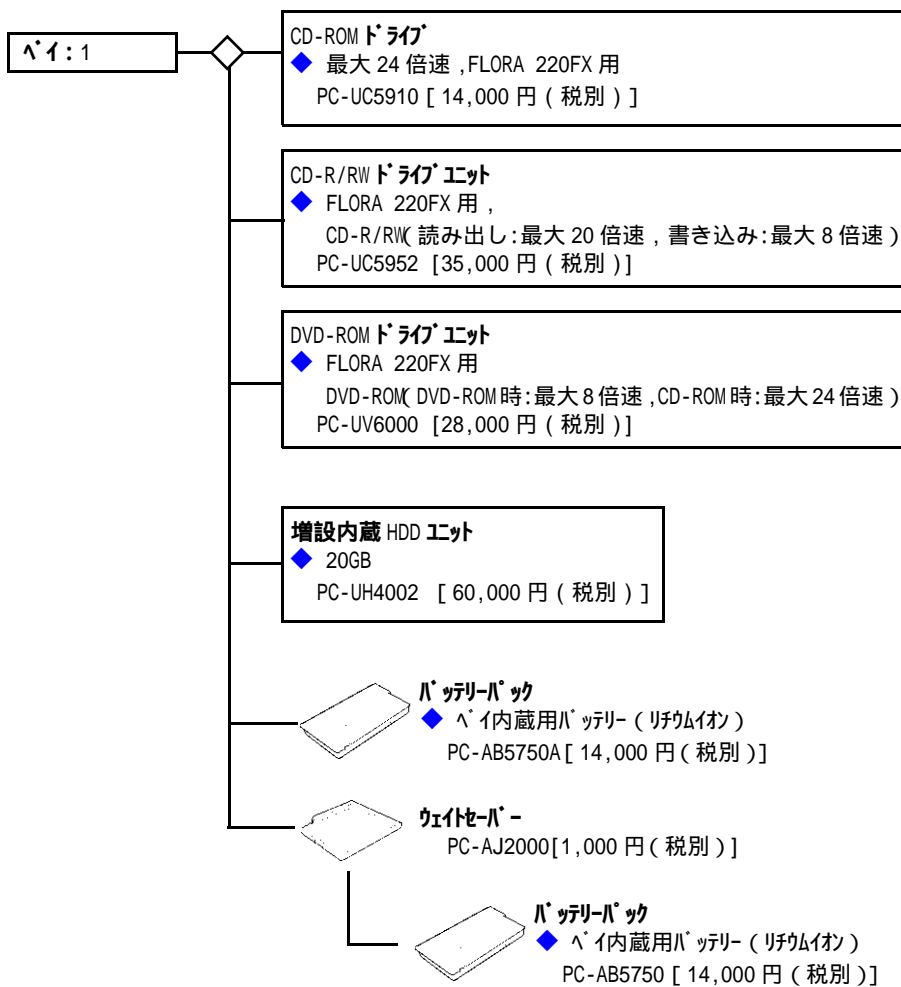 ﾍﾞｲ:1
CD-ROM ﾄﾞﾗｲﾌﾞ
◆ 最大 24 倍速 ,FLORA 220FX 用
PC-UC5910 [ 14,000 円 ( 税別 ) ]
CD-R/RW ﾄﾞﾗｲﾌﾞﾕﾆｯﾄ
◆ FLORA 220FX 用 ,
CD-R/RW( 読み出し:最大 20 倍速 , 書き込み:最大 8 倍速 )
PC-UC5952 [35,000 円 ( 税別 )]
DVD-ROM ﾄﾞﾗｲﾌﾞﾕﾆｯﾄ
◆ FLORA 220FX 用
DVD-ROM( DVD-ROM 時:最大 8 倍速 ,CD-ROM 時:最大 24 倍速 )
PC-UV6000 [28,000 円 ( 税別 )]
増設内蔵 HDD ﾕﾆｯﾄ
◆ 20GB
PC-UH4002 [ 60,000 円 ( 税別 ) ]
ﾊﾞｯﾃﾘｰﾊﾟｯｸ
◆ ﾍﾞｲ内蔵用ﾊﾞｯﾃﾘｰ ( ﾘﾁｳﾑｲｵﾝ )
PC-AB5750A [ 14,000 円 ( 税別 )]
ｳｪｲﾄｾｰﾊﾞｰ
PC-AJ2000[1,000 円 ( 税別 )]
ﾊﾞｯﾃﾘｰﾊﾟｯｸ
◆ ﾍﾞｲ内蔵用ﾊﾞｯﾃﾘｰ ( ﾘﾁｳﾑｲｵﾝ )
PC-AB5750 [ 14,000 円 ( 税別 )]